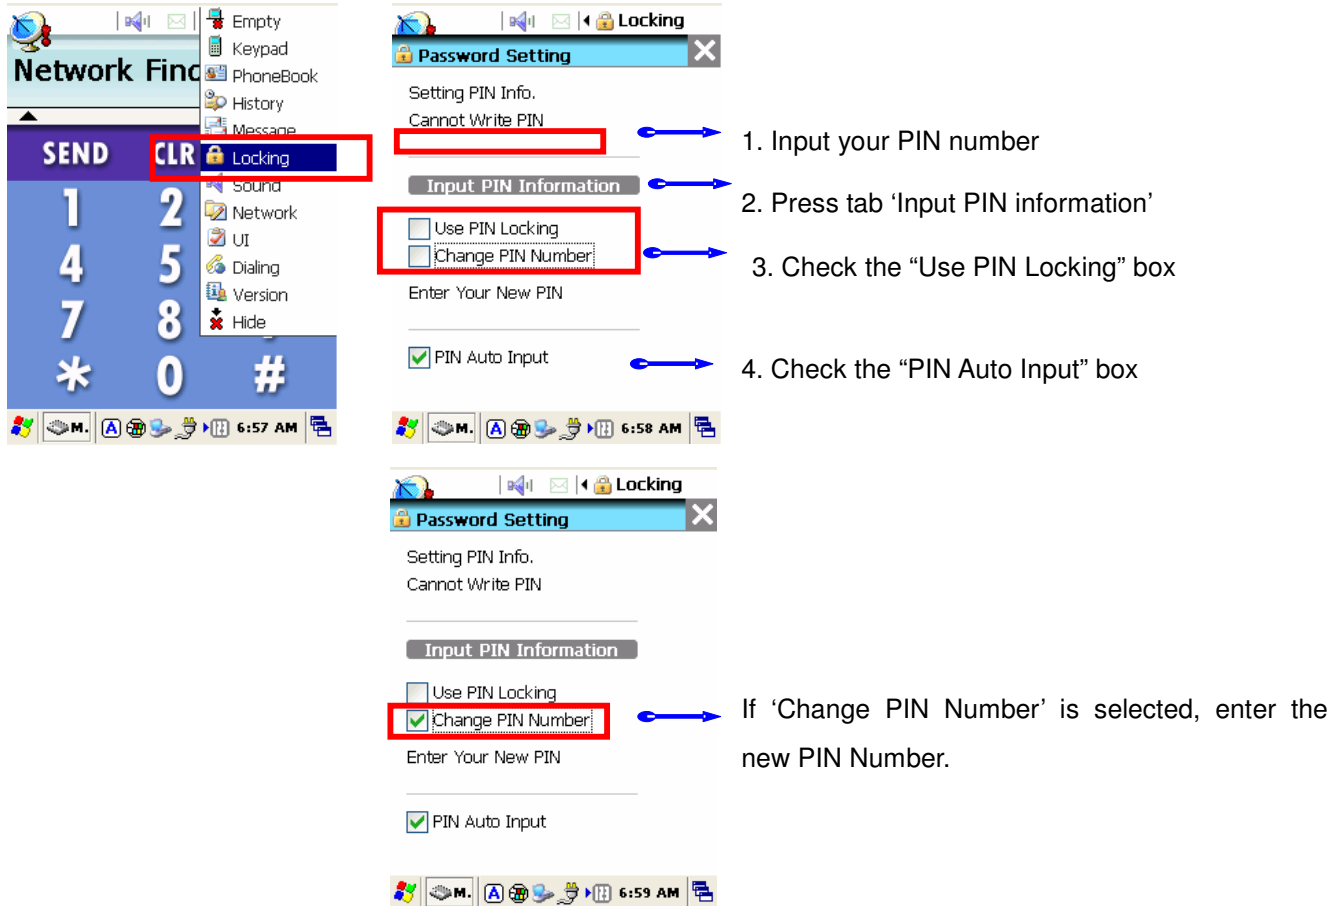 Network Finc
SEND
CLR
1
2
4
5
7
8
*
0
#
Empty
Keypad
PhoneBook
History
Message
Locking
Sound
Network
UI
Dialing
Version
Hide
M.
A
6:57 AM
Locking
Password Setting
Setting PIN Info.
Cannot Write PIN
Input PIN Information
Use PIN Locking
Change PIN Number
Enter Your New PIN
PIN Auto Input
M.
A
6:58 AM
1. Input your PIN number
2. Press tab ‘Input PIN information’
3. Check the “Use PIN Locking” box
4. Check the “PIN Auto Input” box
Locking
Password Setting
Setting PIN Info.
Cannot Write PIN
Input PIN Information
Use PIN Locking
Change PIN Number
Enter Your New PIN
PIN Auto Input
M.
A
6:59 AM
If ‘Change PIN Number’ is selected, enter the
new PIN Number.